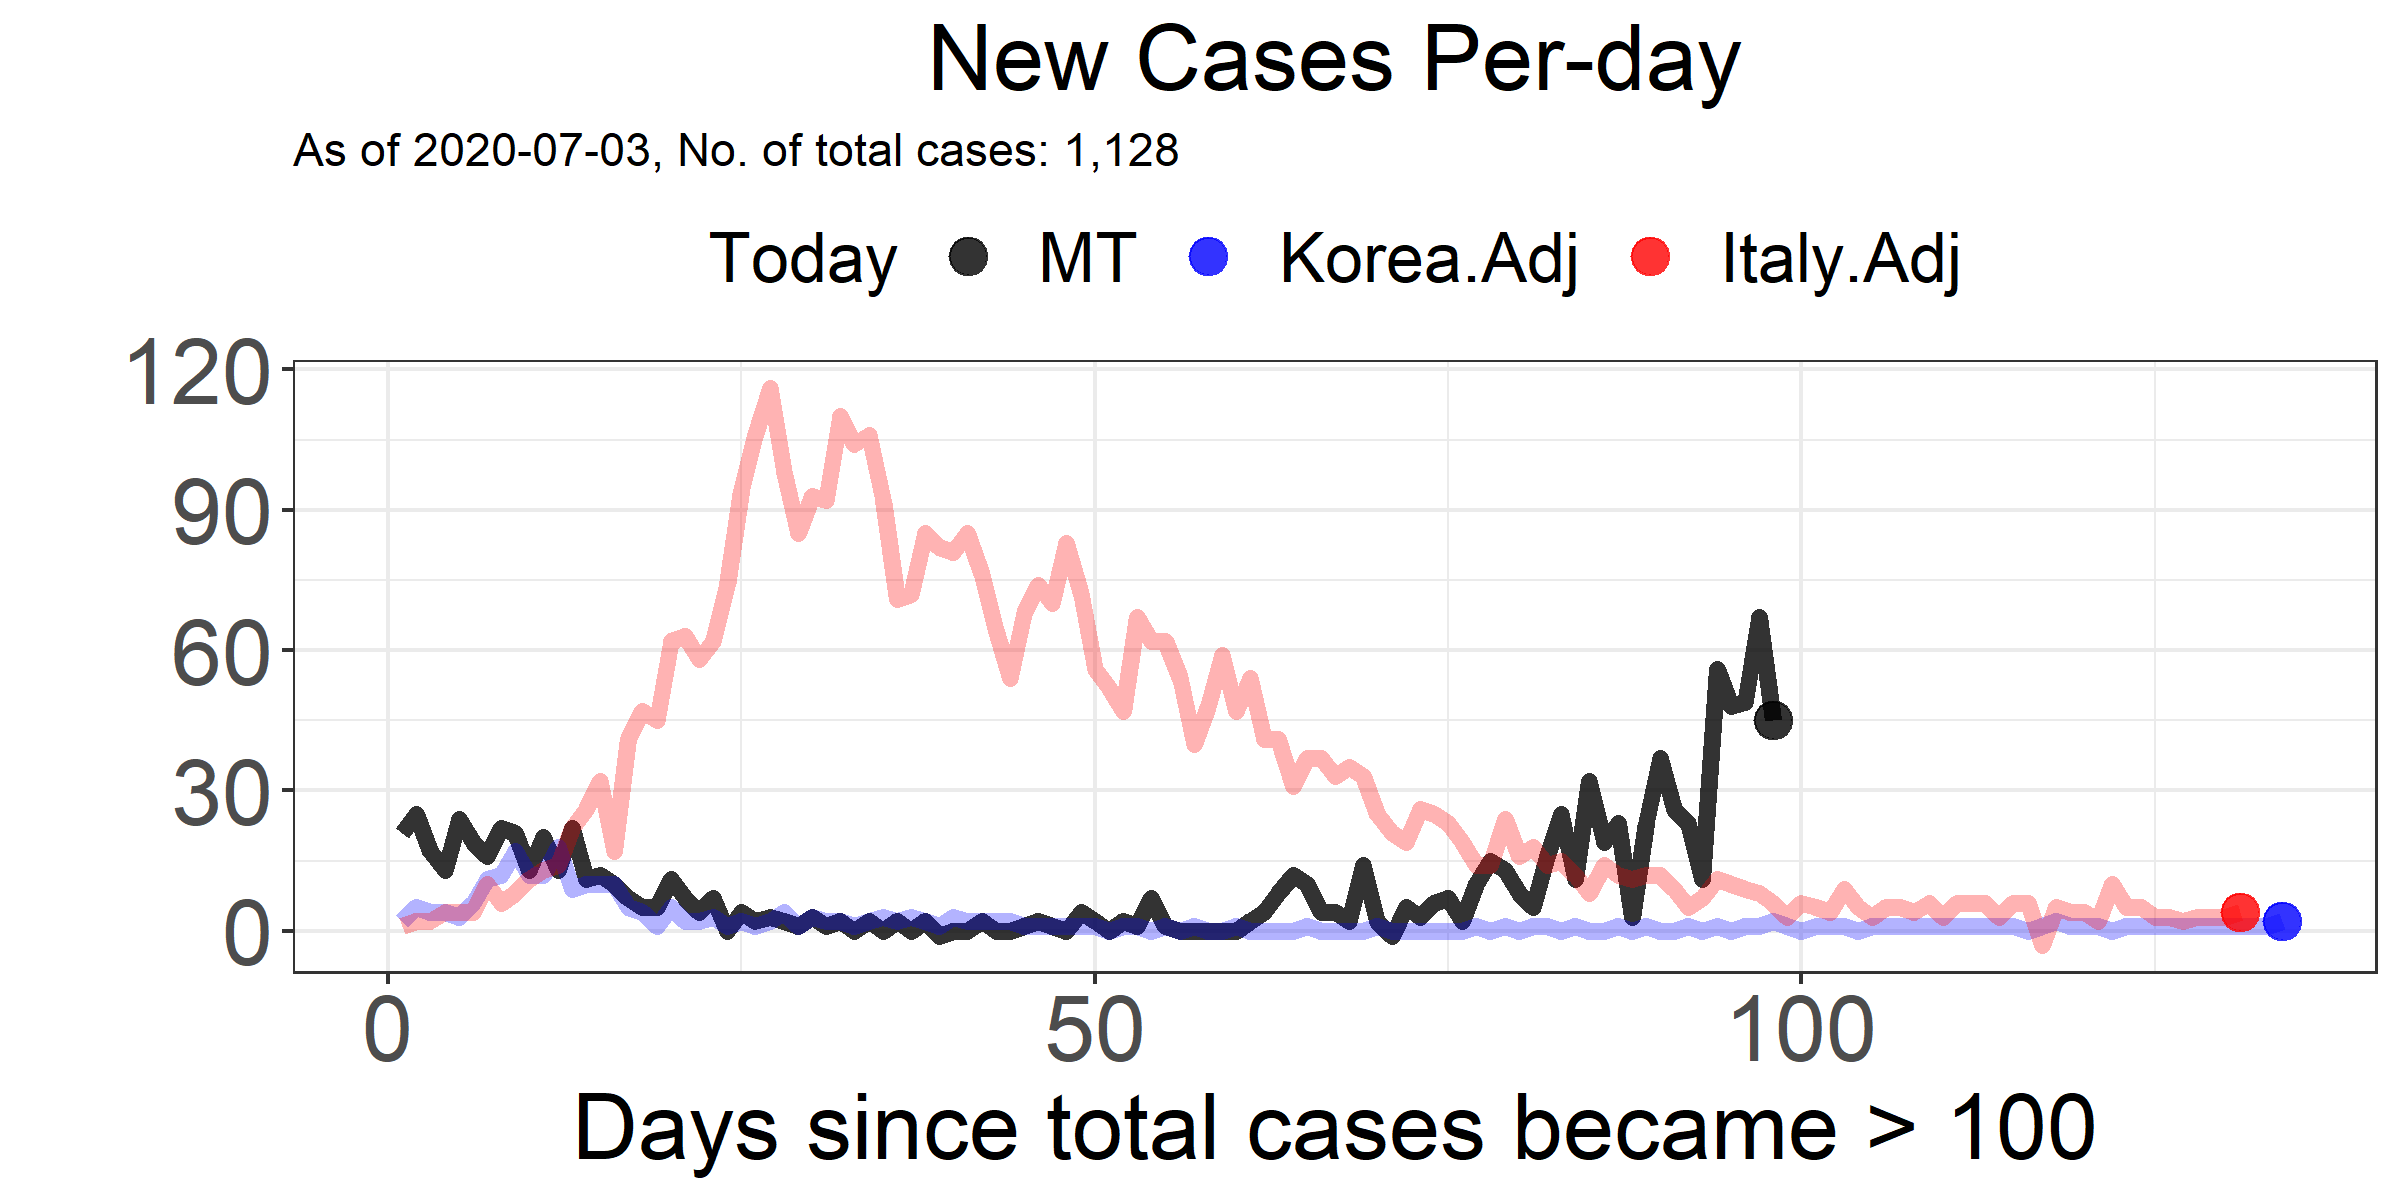 New Cases Per-day
As of 2020-07-03, No. of total cases: 1,128
Today MT Korea.Adj Italy.Adj
120
90
60
30
0
0 50 100
Days since total cases became > 100